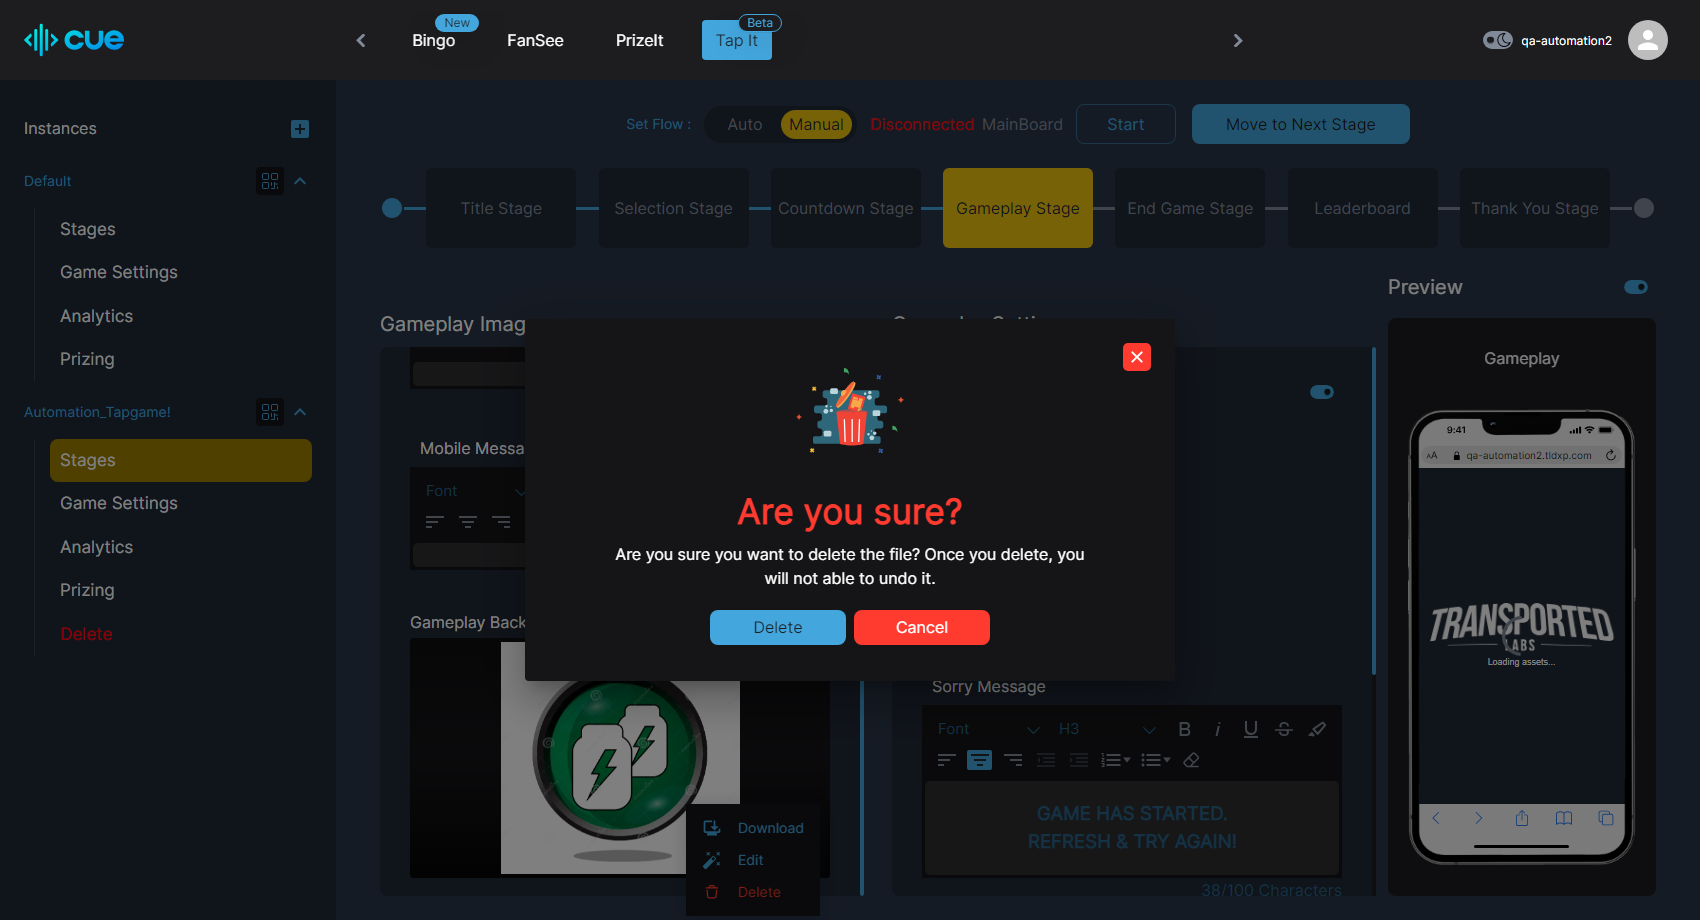 cue
New
Bingo
FanSee
PrizeIt
Beta
Tap It
qa-automation2
Instances
Default
Stages
Game Settings
Analytics
Prizing
Automation_Tapgame!
Stages
Game Settings
Analytics
Prizing
Delete
Set Flow :
Auto
Manual
Disconnected MainBoard
Start
Move to Next Stage
Title Stage
Selection Stage
Countdown Stage
Gameplay Stage
End Game Stage
Leaderboard
Thank You Stage
Gameplay Imag
Mobile Messa
Font
Gameplay Back
Download
Edit
Delete
Are you sure?
Are you sure you want to delete the file? Once you delete, you
will not able to undo it.
Delete
Cancel
Sorry Message
Font
H3
B i U S
GAME HAS STARTED.
REFRESH & TRY AGAIN!
38/100 Characters
Preview
Gameplay
9:41
AA
qa-automation2.tldxp.com
TRANSPORTED
LABS
Loading assets...